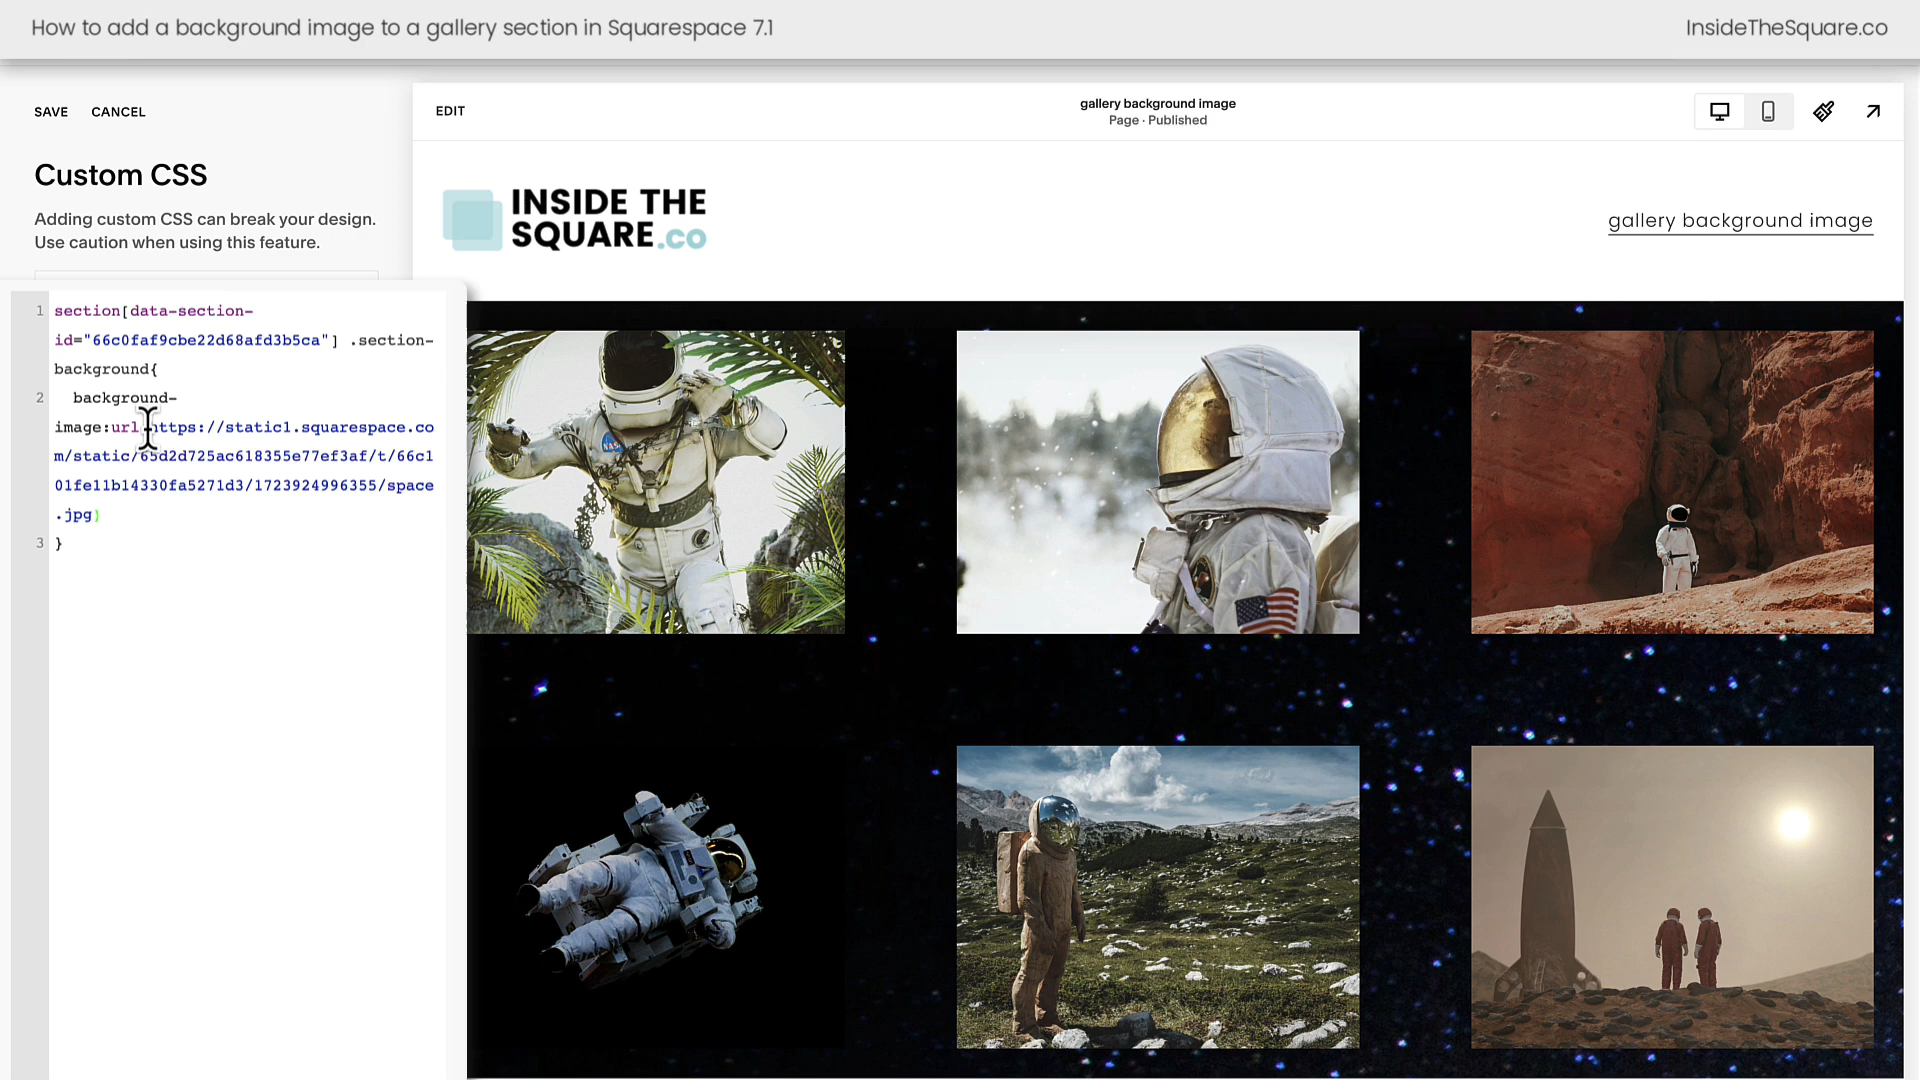 How to add a background image to a gallery section in Squarespace 7.1
InsideTheSquare.co
SAVE CANCEL
EDIT
gallery background image
Page · Published
Custom CSS
Adding custom CSS can break your design.
Use caution when using this feature.
INSIDE THE
SQUARE.co
gallery background image
1 section[data-section-
id="66c0faf9cbe22d68afd3b5ca"] .section-
background{
2 background-
image:url(https://static1.squarespace.co
m/static/65d2d725ac618355e77ef3af/t/66c1
01fe11b14330fa5271d3/1723924996355/space
.jpg)
3 }